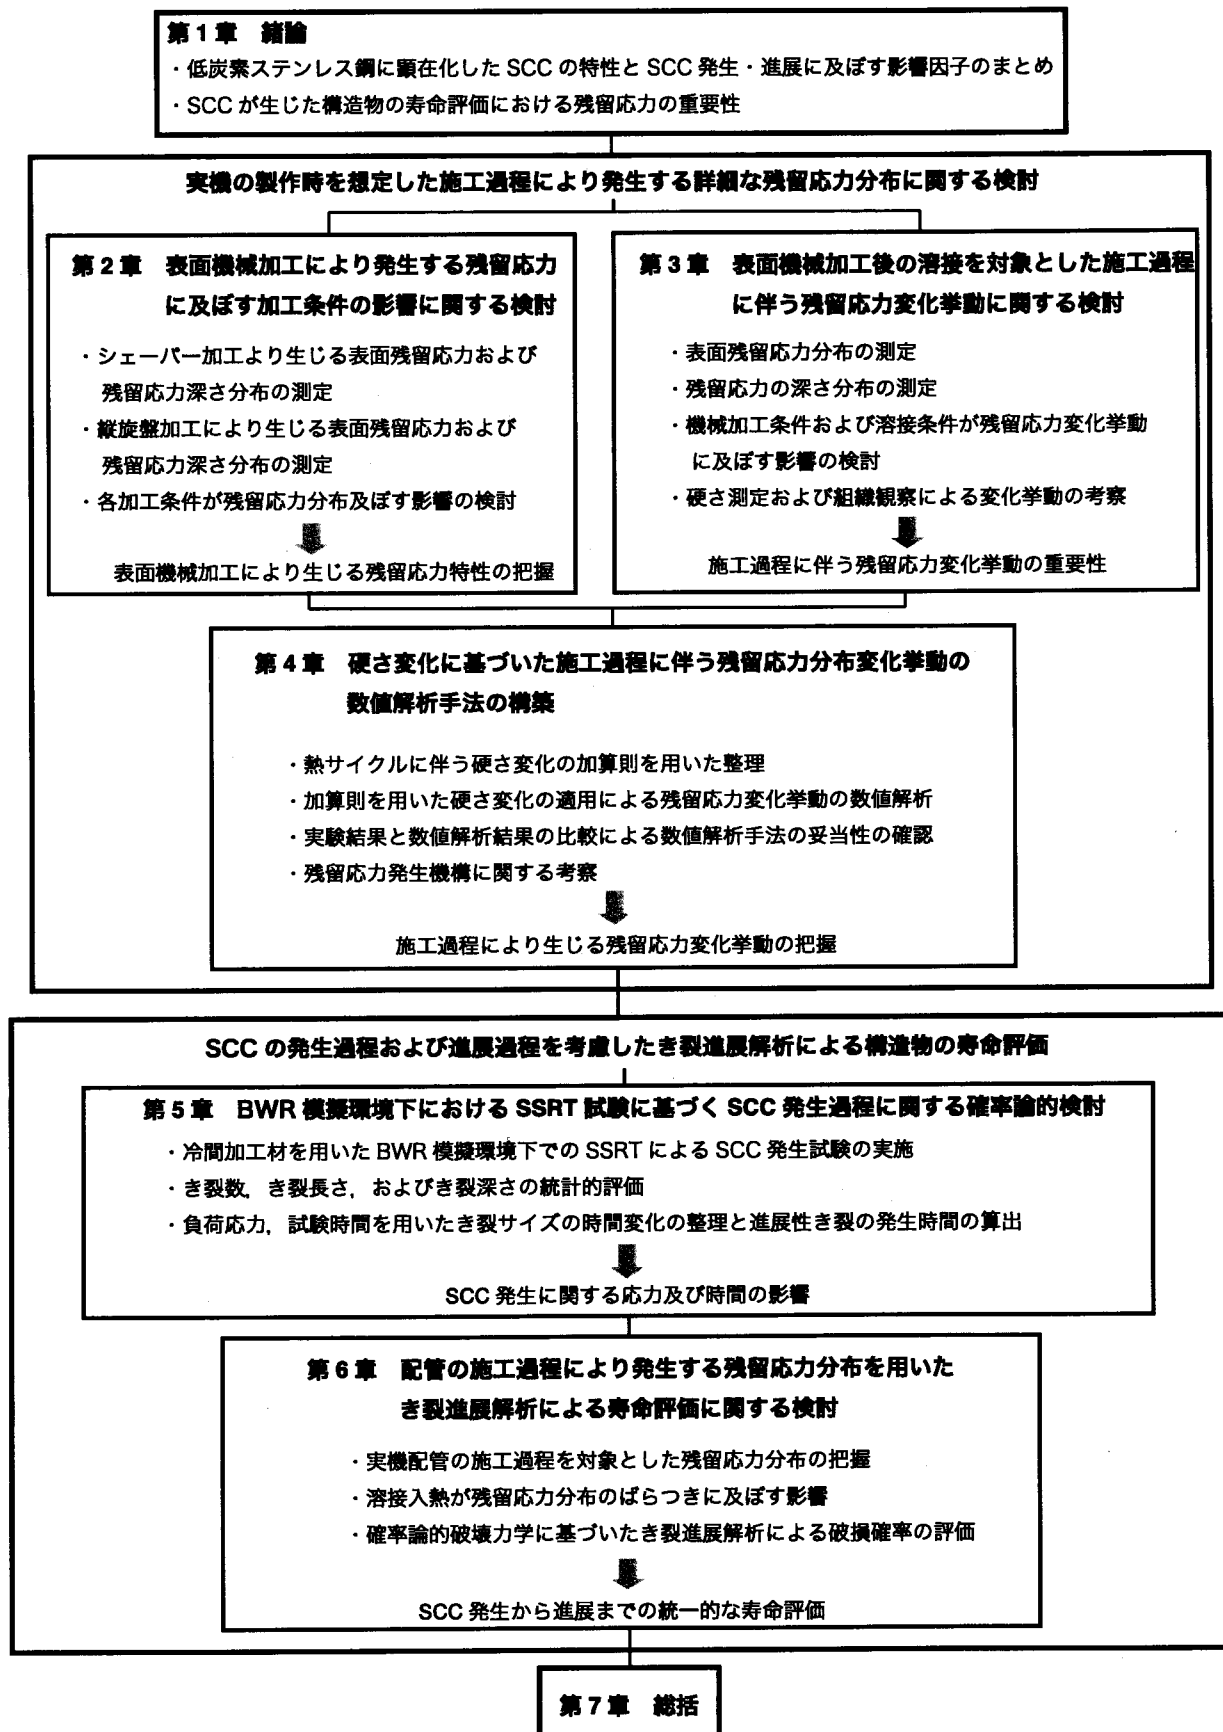 第1章 緒論
・低炭素ステンレス鋼に顕在化した SCC の特性と SCC 発生・進展に及ぼす影響因子のまとめ
・SCC が生じた構造物の寿命評価における残留応力の重要性
実機の製作時を想定した施工過程により発生する詳細な残留応力分布に関する検討
第2章 表面機械加工により発生する残留応力
に及ぼす加工条件の影響に関する検討
・シェーパー加工より生じる表面残留応力および
残留応力深さ分布の測定
・縦旋盤加工により生じる表面残留応力および
残留応力深さ分布の測定
・各加工条件が残留応力分布及ぼす影響の検討
表面機械加工により生じる残留応力特性の把握
第3章 表面機械加工後の溶接を対象とした施工過程
に伴う残留応力変化挙動に関する検討
・表面残留応力分布の測定
・残留応力の深さ分布の測定
・機械加工条件および溶接条件が残留応力変化挙動
に及ぼす影響の検討
・硬さ測定および組織観察による変化挙動の考察
施工過程に伴う残留応力変化挙動の重要性
第4章 硬さ変化に基づいた施工過程に伴う残留応力分布変化挙動の
数値解析手法の構築
・熱サイクルに伴う硬さ変化の加算則を用いた整理
・加算則を用いた硬さ変化の適用による残留応力変化挙動の数値解析
・実験結果と数値解析結果の比較による数値解析手法の妥当性の確認
・残留応力発生機構に関する考察
施工過程により生じる残留応力変化挙動の把握
SCC の発生過程および進展過程を考慮したき裂進展解析による構造物の寿命評価
第5章 BWR 模擬環境下における SSRT 試験に基づく SCC 発生過程に関する確率論的検討
・冷間加工材を用いた BWR 模擬環境下での SSRT による SCC 発生試験の実施
・き裂数，き裂長さ，およびき裂深さの統計的評価
・負荷応力，試験時間を用いたき裂サイズの時間変化の整理と進展性き裂の発生時間の算出
SCC 発生に関する応力及び時間の影響
第6章 配管の施工過程により発生する残留応力分布を用いた
き裂進展解析による寿命評価に関する検討
・実機配管の施工過程を対象とした残留応力分布の把握
・溶接入熱が残留応力分布のばらつきに及ぼす影響
・確率論的破壊力学に基づいたき裂進展解析による破損確率の評価
SCC 発生から進展までの統一的な寿命評価
第7章 総括